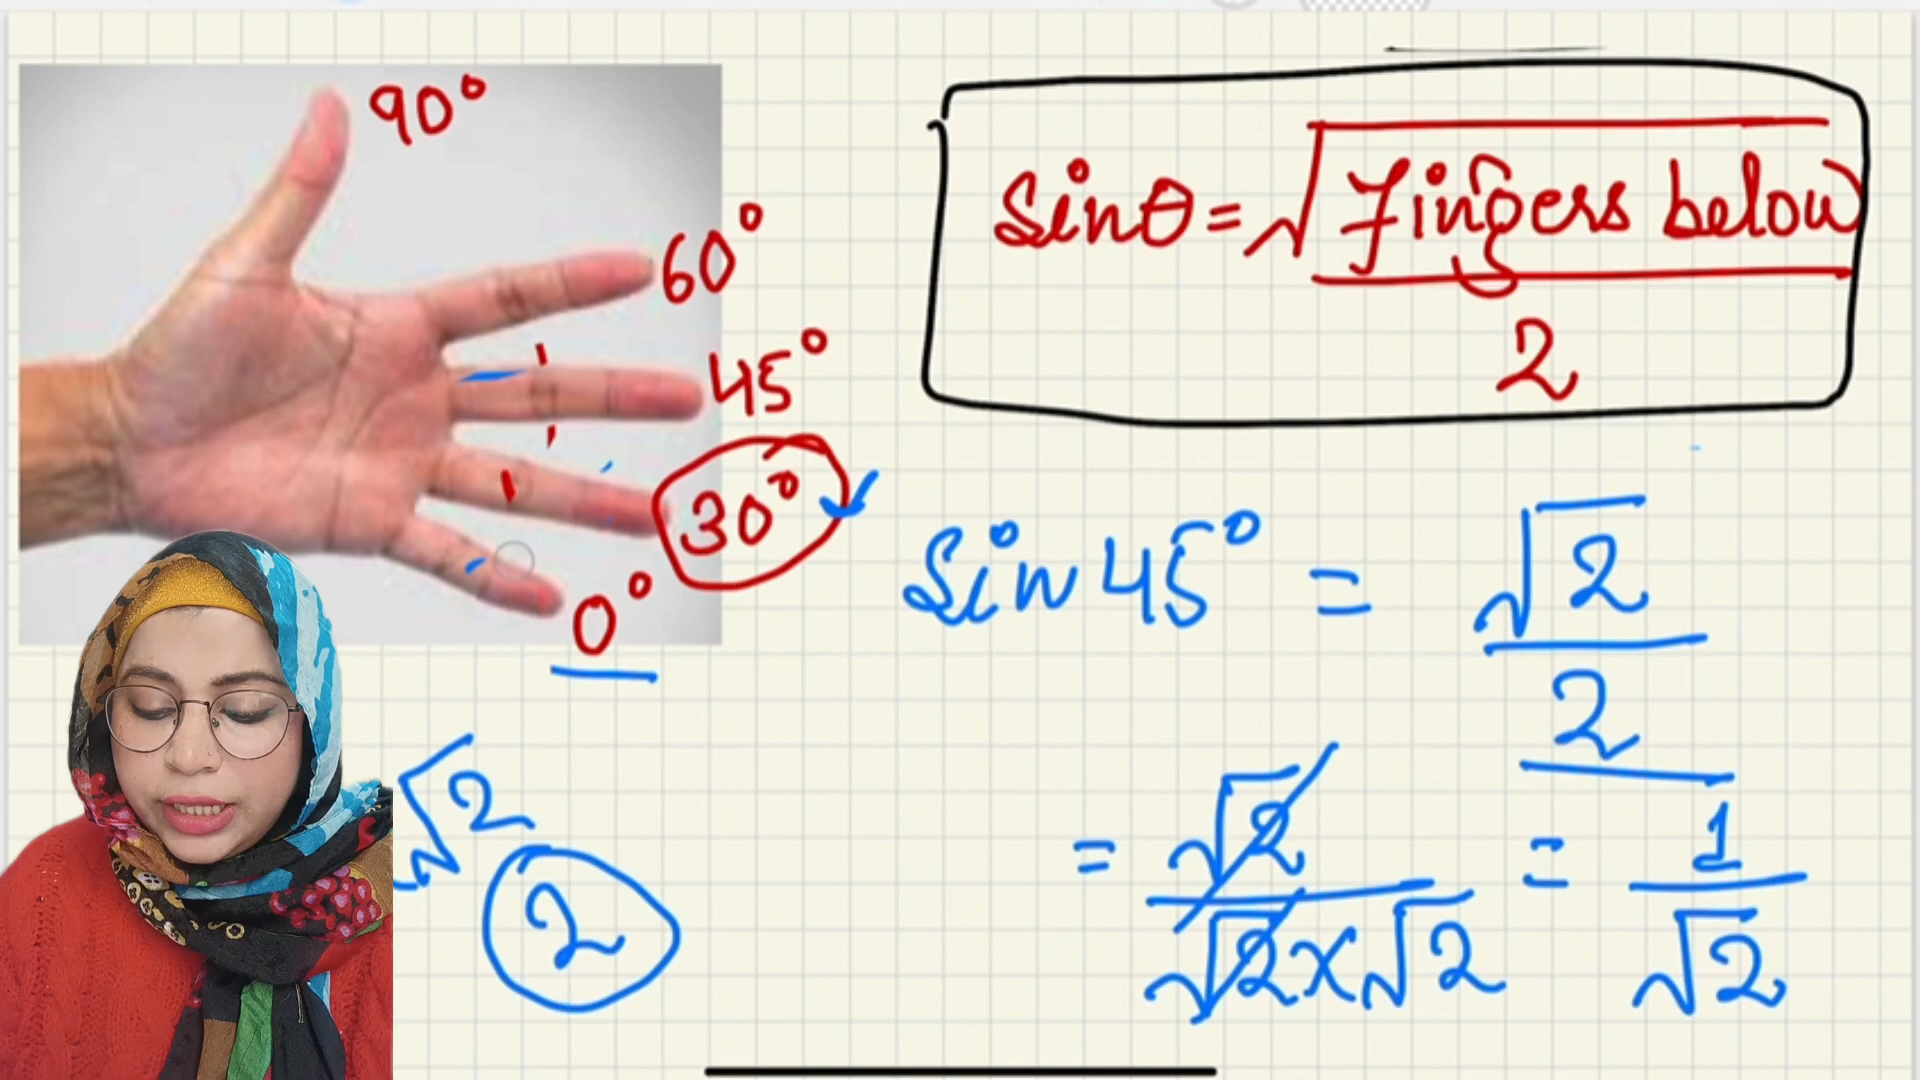 90°
60°
45°
30°
0°
sinθ = √Fingers below
2
Sin 45° = √2
2
= √2 = 1
√2 x √2 √2
√2
2